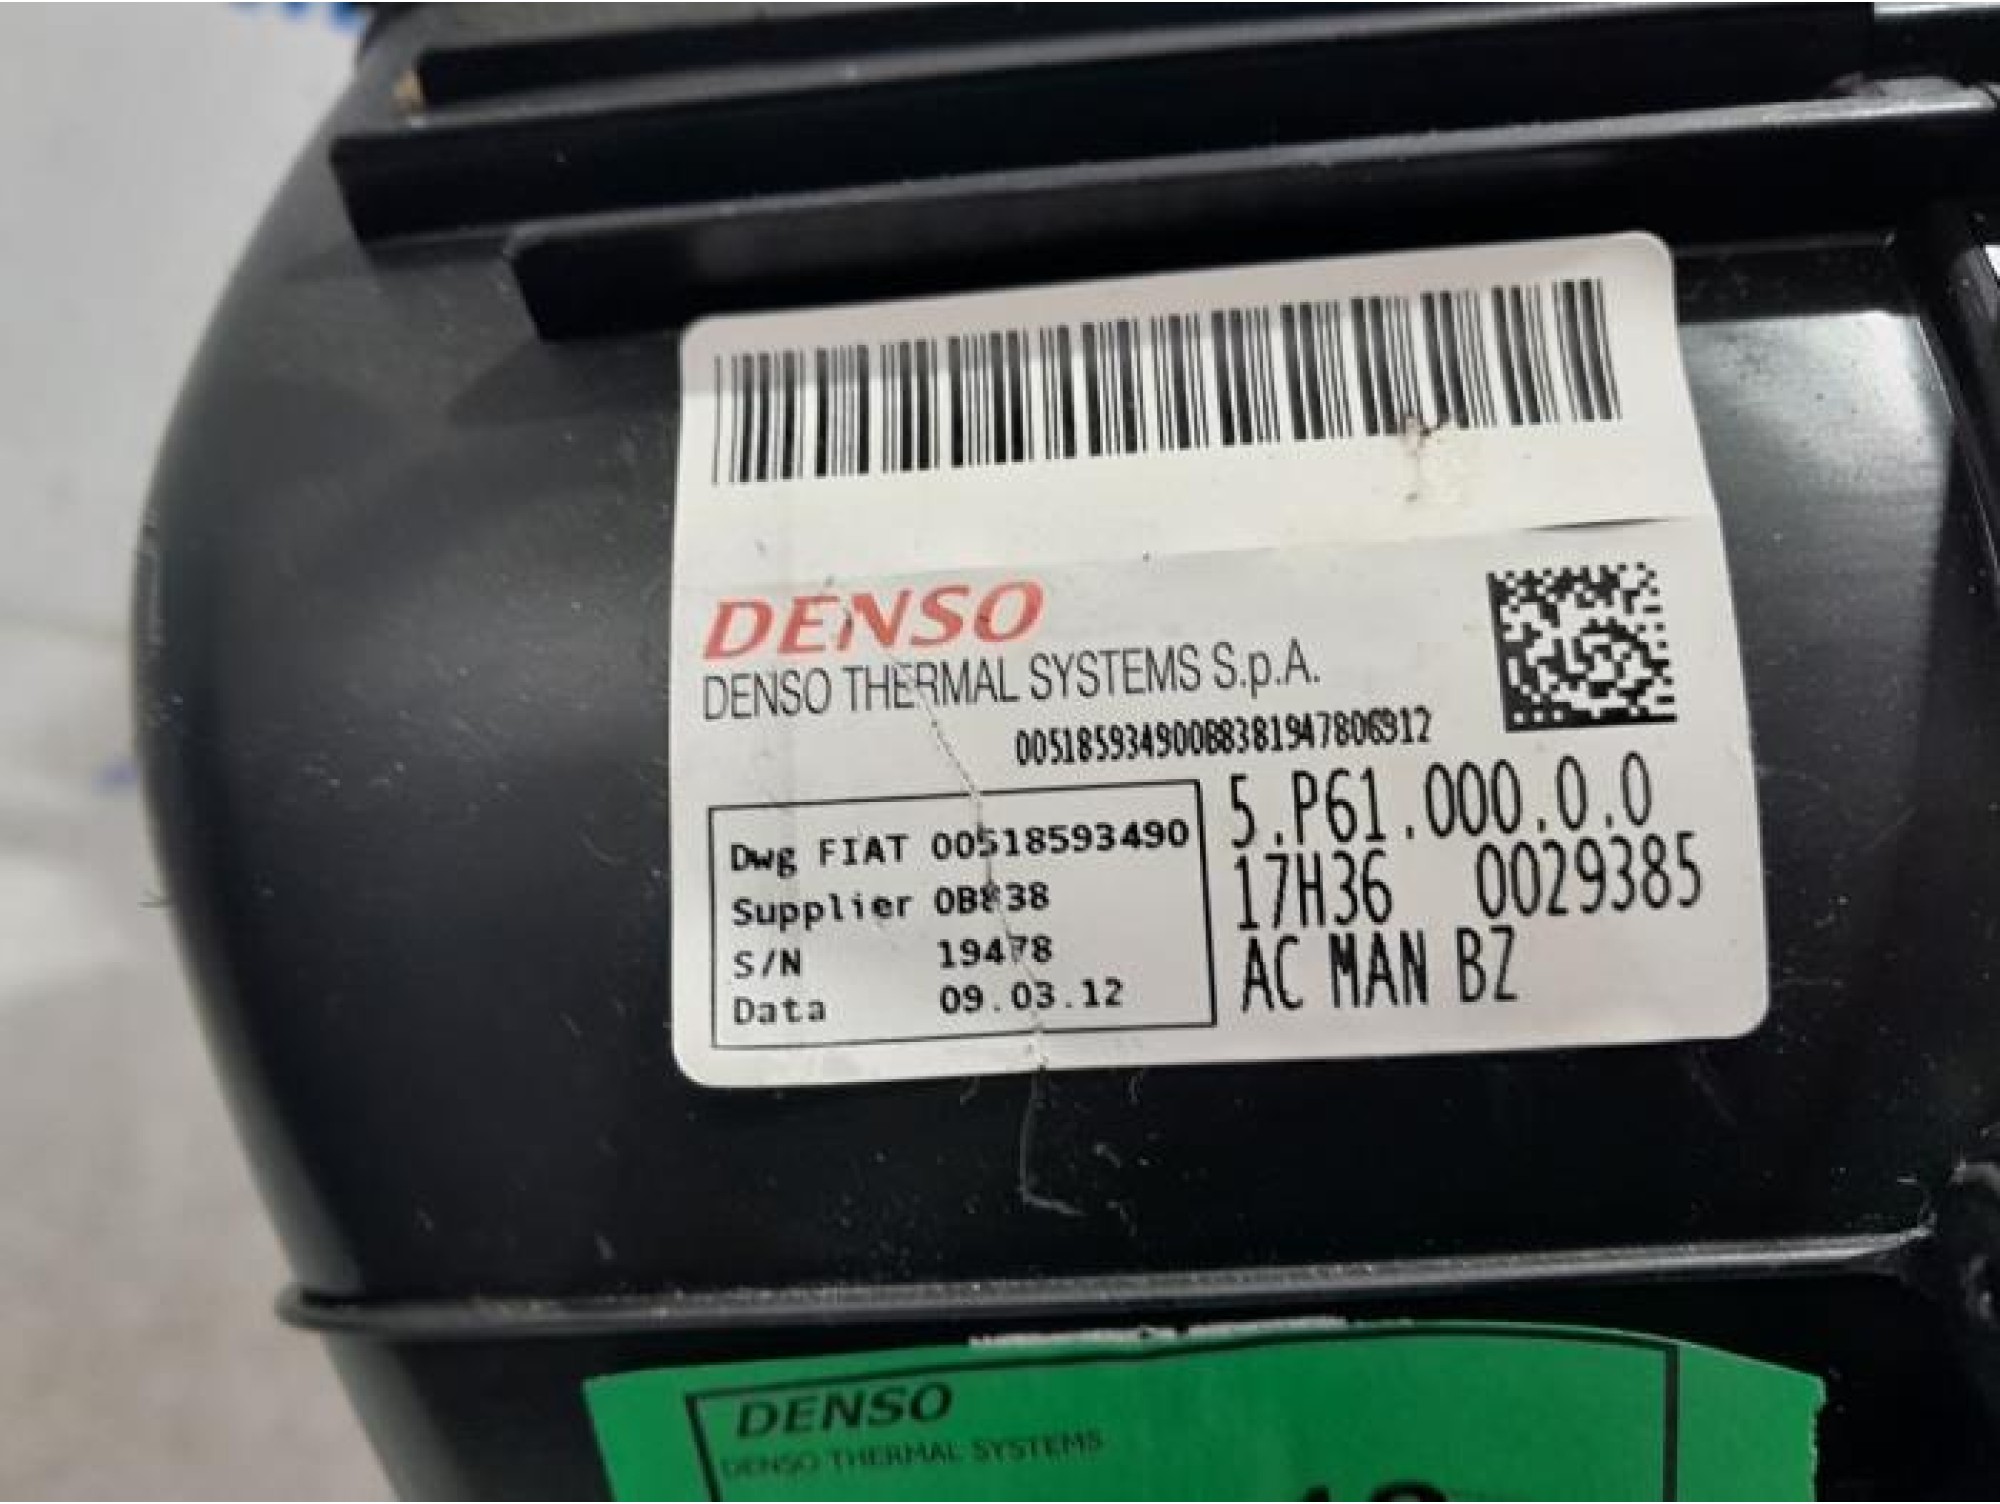 DENSO
DENSO THERMAL SYSTEMS S.p.A.
005185934900B8381947806912
5.P61.000.0.0
Dwg FIAT 00518593490
Supplier 0B838
S/N 19478
Data 09.03.12
17H36 0029385
AC MAN BZ
DENSO
DENSO THERMAL SYSTEMS